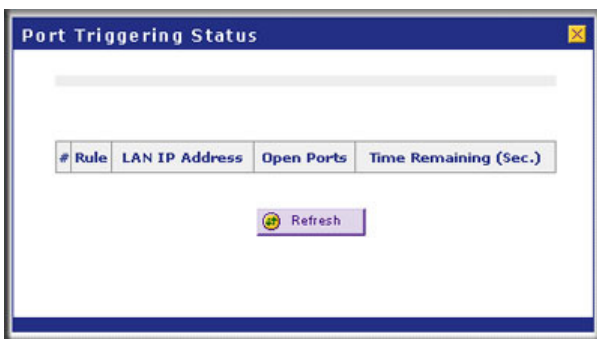 Port Triggering Status
# Rule LAN IP Address Open Ports Time Remaining (Sec.)
Refresh